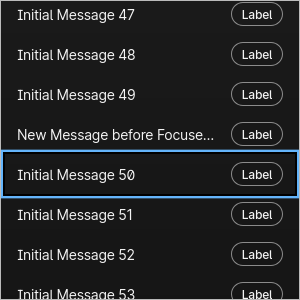 Initial Message 47 Label
Initial Message 48 Label
Initial Message 49 Label
New Message before Focuse... Label
Initial Message 50 Label
Initial Message 51 Label
Initial Message 52 Label
Initial Message 53 Label